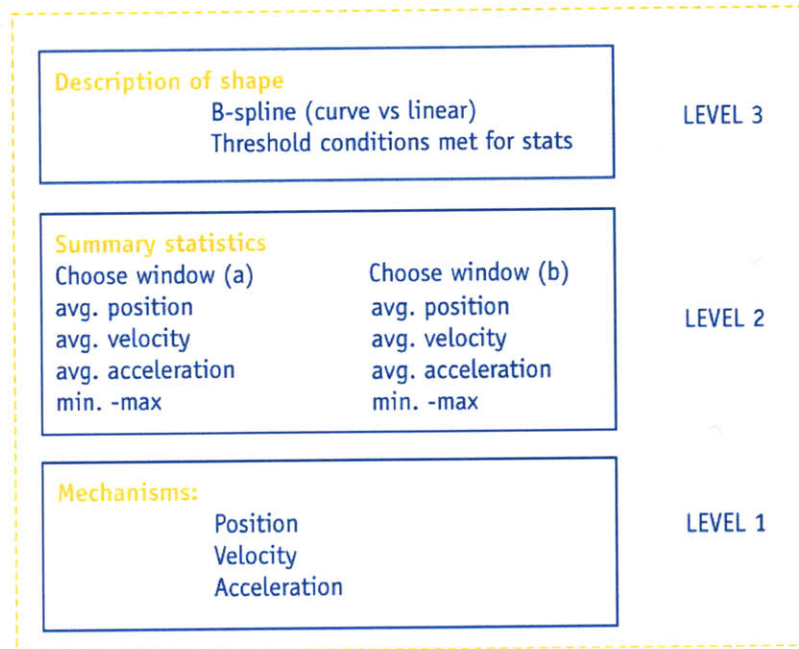 Description of shape
B-spline (curve vs linear)
Threshold conditions met for stats
LEVEL 3
Summary statistics
Choose window (a)
avg. position
avg. velocity
avg. acceleration
min. -max
Choose window (b)
avg. position
avg. velocity
avg. acceleration
min. -max
LEVEL 2
Mechanisms:
Position
Velocity
Acceleration
LEVEL 1